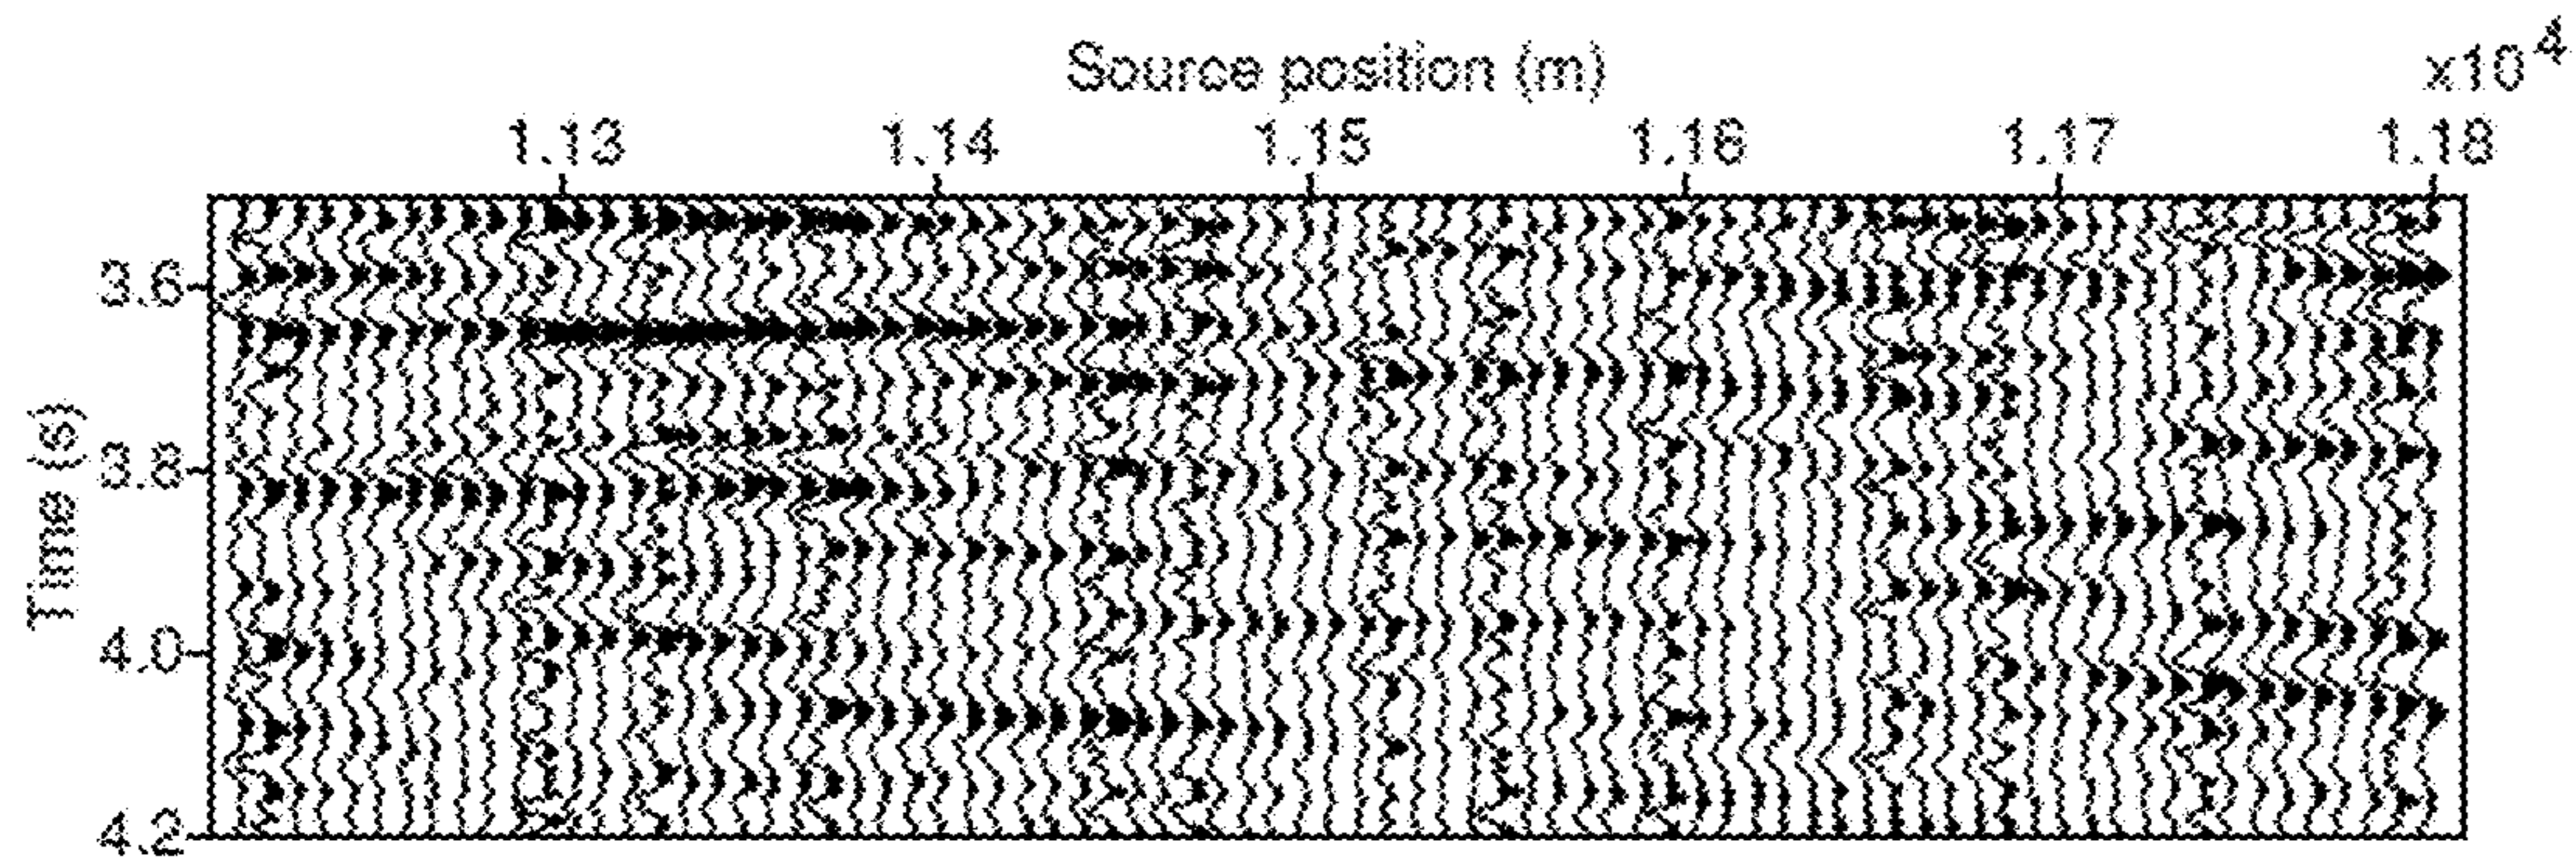 Source position (m)
x10^4
1.13 1.14 1.15 1.16 1.17 1.18
3.6
3.8
4.0
4.2
Time (s)